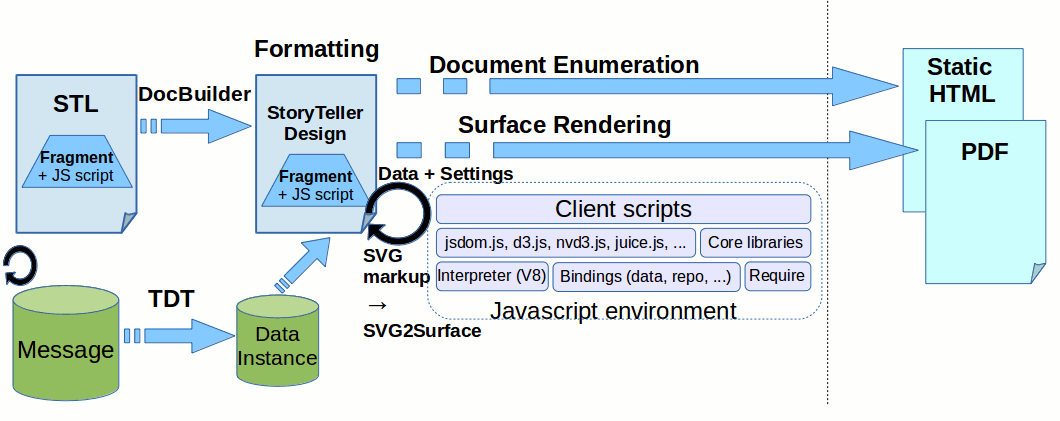 Formatting
Document Enumeration
Static
HTML
STL
DocBuilder
StoryTeller
Design
Surface Rendering
PDF
Fragment
+ JS script
Fragment
+ JS script
Data + Settings
Client scripts
jsdom.js, d3.js, nvd3.js, juice.js, ...
Core libraries
SVG
markup
→
SVG2Surface
Interpreter (V8)
Bindings (data, repo, ...)
Require
Javascript environment
TDT
Message
Data
Instance